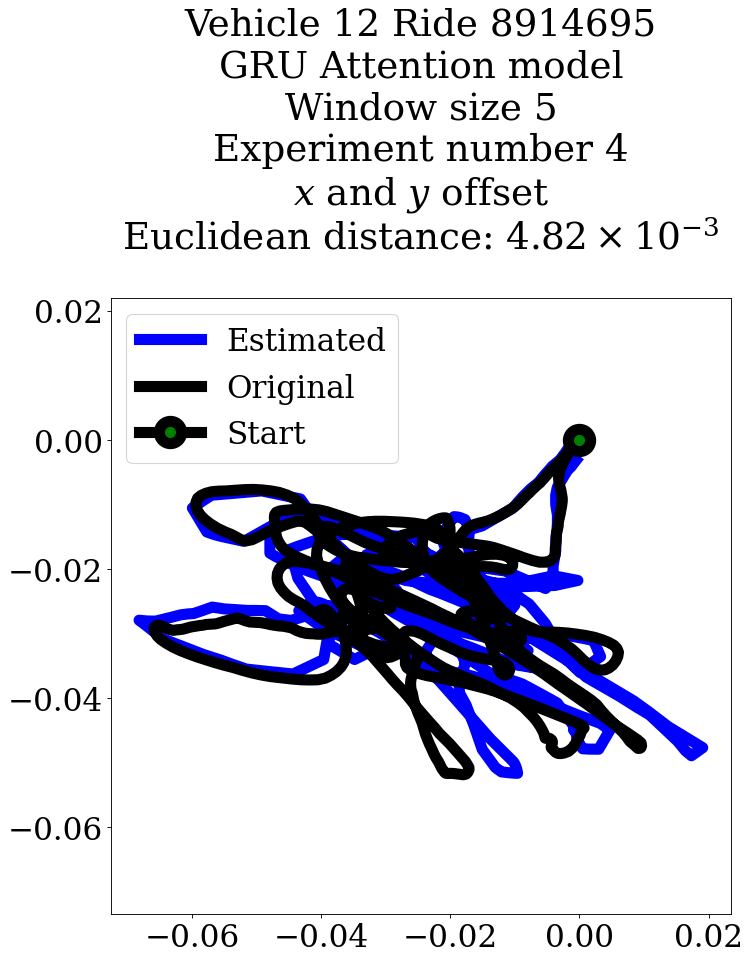 Vehicle 12 Ride 8914695
GRU Attention model
Window size 5
Experiment number 4
x and y offset
Euclidean distance: 4.82 × 10⁻³
Estimated
Original
Start
0.02
0.00
−0.02
−0.04
−0.06
−0.06 −0.04 −0.02 0.00 0.02